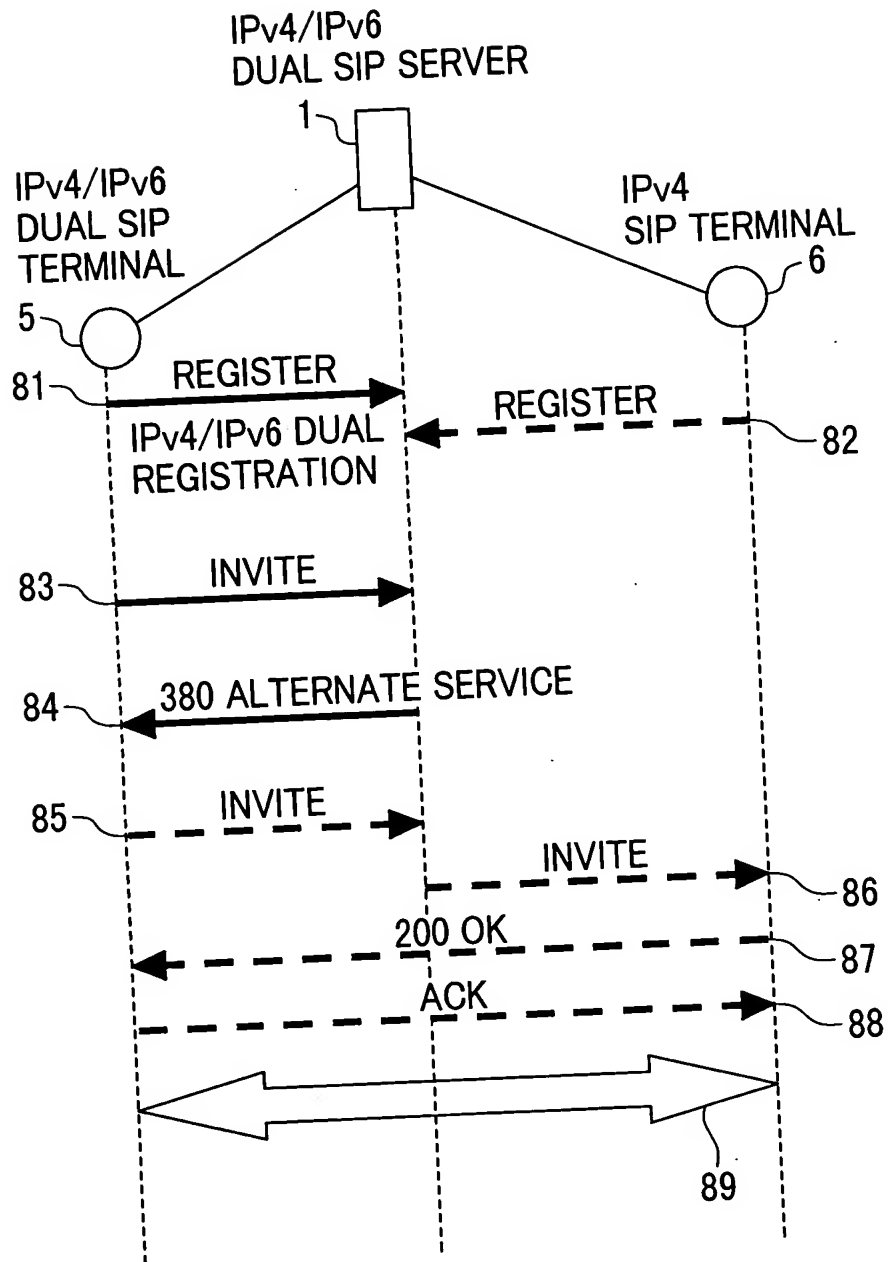 IPv4/IPv6
DUAL SIP SERVER
1
IPv4/IPv6
DUAL SIP
TERMINAL
5
IPv4
SIP TERMINAL
6
81
REGISTER
REGISTER
82
IPv4/IPv6 DUAL
REGISTRATION
83
INVITE
84
380 ALTERNATE SERVICE
85
INVITE
INVITE
86
200 OK
87
ACK
88
89